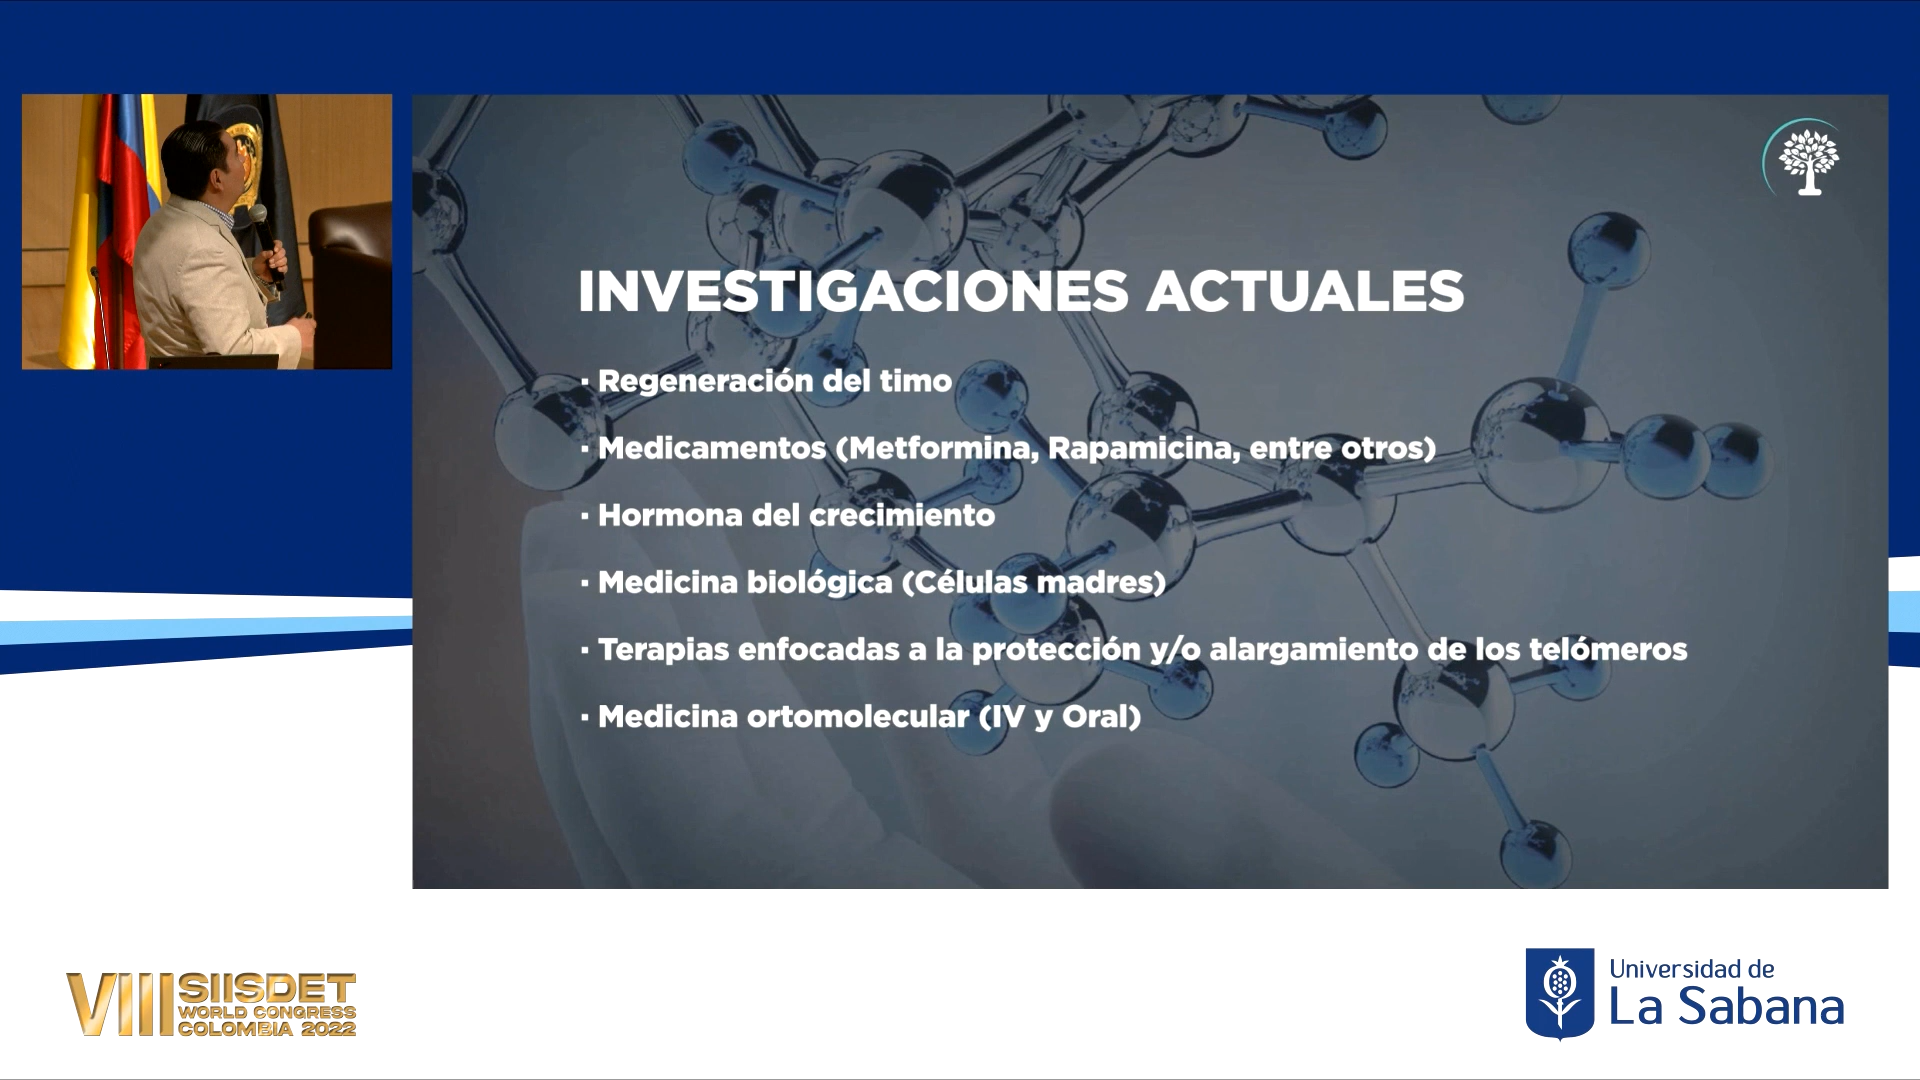 INVESTIGACIONES ACTUALES
· Regeneración del timo
· Medicamentos (Metformina, Rapamicina, entre otros)
· Hormona del crecimiento
· Medicina biológica (Células madres)
· Terapias enfocadas a la protección y/o alargamiento de los telómeros
· Medicina ortomolecular (IV y Oral)
VIII SIISDET
WORLD CONGRESS
COLOMBIA 2022
Universidad de
La Sabana